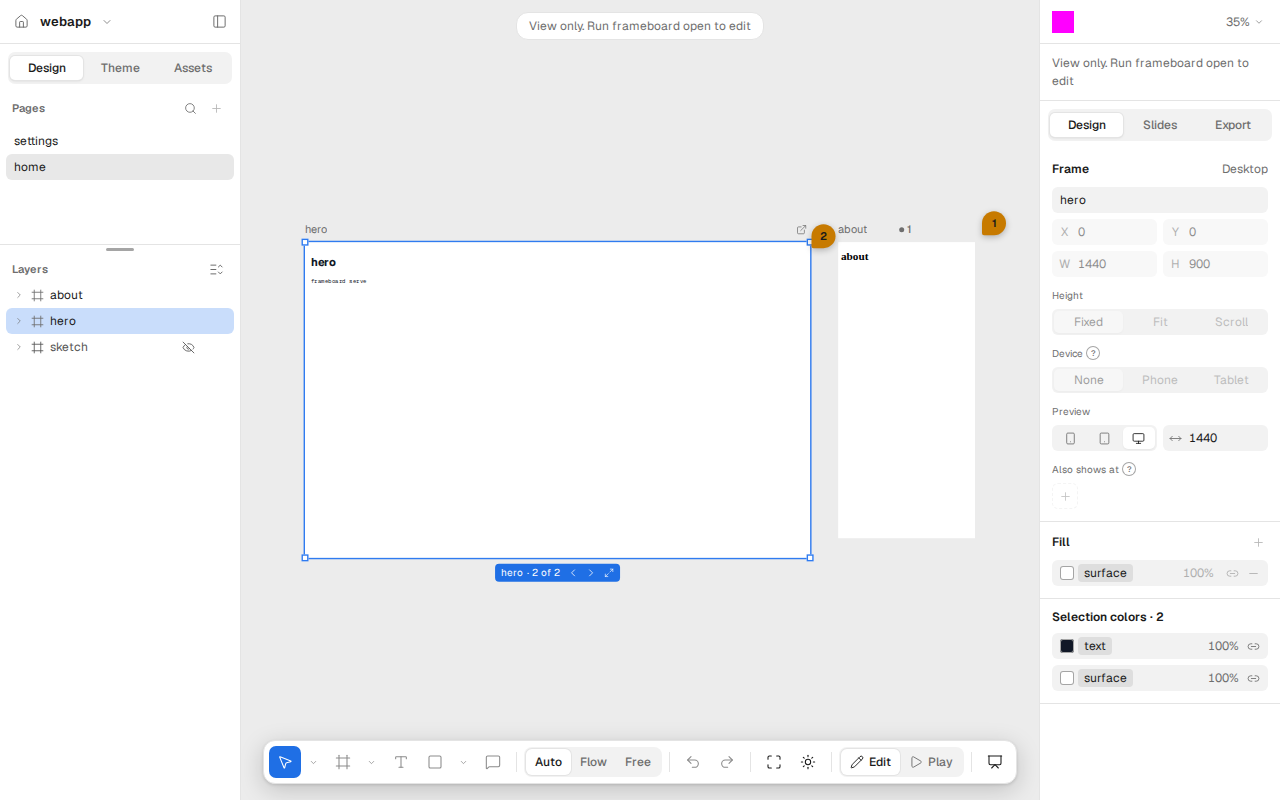 webapp
Design
Theme
Assets
Pages
settings
home
Layers
about
hero
sketch
View only. Run frameboard open to edit
hero
2
about
1
1
hero
frameboard serve
about
hero · 2 of 2
Auto
Flow
Free
Edit
Play
35%
View only. Run frameboard open to
edit
Design
Slides
Export
Frame
Desktop
hero
X 0
Y 0
W 1440
H 900
Height
Fixed
Fit
Scroll
Device ?
None
Phone
Tablet
Preview
1440
Also shows at ?
Fill
surface 100%
Selection colors · 2
text 100%
surface 100%